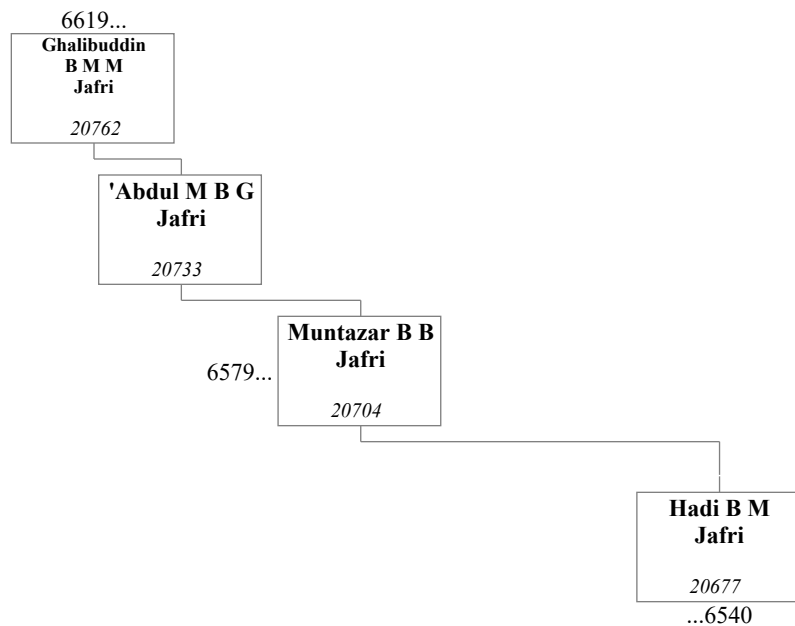 6619...
Ghalibuddin
B M M
Jafri
20762
'Abdul M B G
Jafri
20733
Muntazar B B
Jafri
6579...
20704
Hadi B M
Jafri
20677
...6540